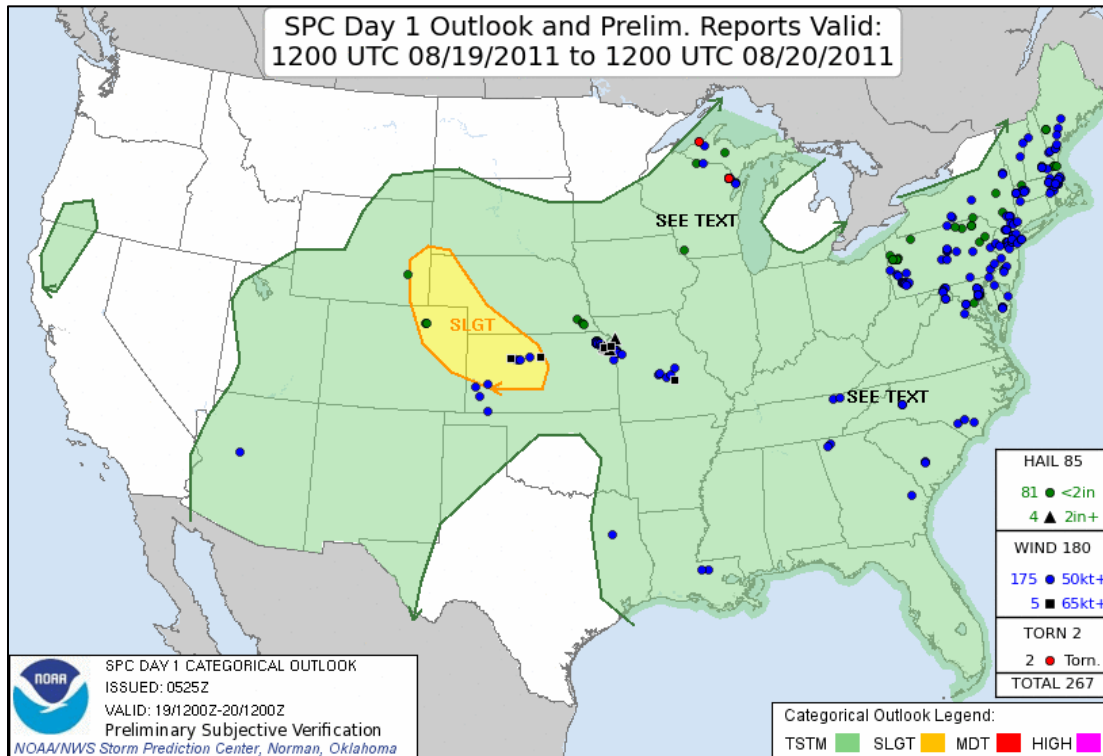 SPC Day 1 Outlook and Prelim. Reports Valid:
1200 UTC 08/19/2011 to 1200 UTC 08/20/2011
SEE TEXT
SLGT
SEE TEXT
HAIL 85
81 <2in
4 2in+
WIND 180
175 50kt+
5 65kt+
TORN 2
2 Torn.
TOTAL 267
NOAA
SPC DAY 1 CATEGORICAL OUTLOOK
ISSUED: 0525Z
VALID: 19/1200Z-20/1200Z
Preliminary Subjective Verification
NOAA/NWS Storm Prediction Center, Norman, Oklahoma
Categorical Outlook Legend:
TSTM SLGT MDT HIGH